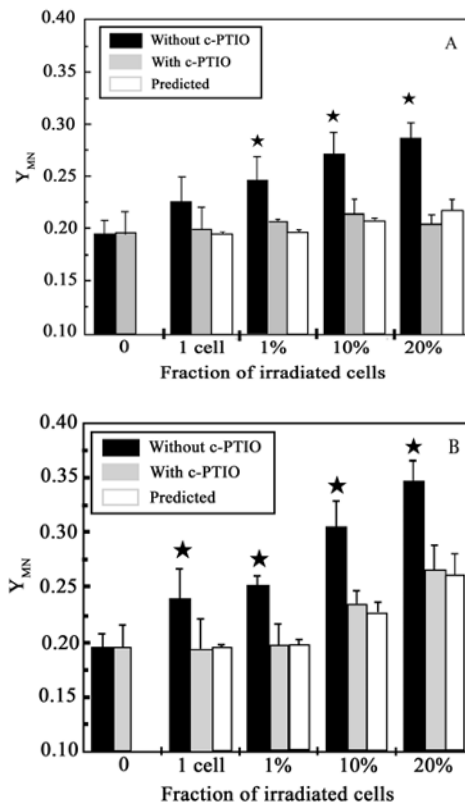 0.40
0.35
0.30
0.25
0.20
0.15
0.10
Y_MN
Without c-PTIO
With c-PTIO
Predicted
A
0 1 cell 1% 10% 20%
Fraction of irradiated cells
0.40
0.35
0.30
0.25
0.20
0.15
0.10
Y_MN
Without c-PTIO
With c-PTIO
Predicted
B
0 1 cell 1% 10% 20%
Fraction of irradiated cells